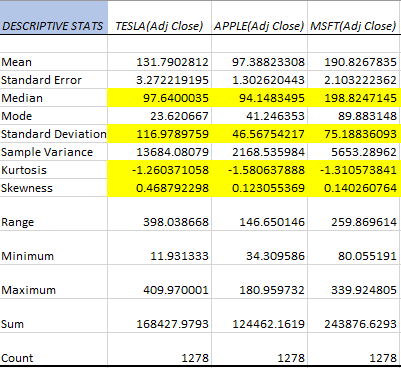 DESCRIPTIVE STATS TESLA(Adj Close) APPLE(Adj Close) MSFT(Adj Close)
Mean 131.7902812 97.38823308 190.8267835
Standard Error 3.272219195 1.302620443 2.103222362
Median 97.6400035 94.1483495 198.8247145
Mode 23.620667 41.246353 89.883148
Standard Deviation 116.9789759 46.56754217 75.18836093
Sample Variance 13684.08079 2168.535984 5653.28962
Kurtosis -1.260371058 -1.580637888 -1.310573841
Skewness 0.468792298 0.123055369 0.140260764
Range 398.038668 146.650146 259.869614
Minimum 11.931333 34.309586 80.055191
Maximum 409.970001 180.959732 339.924805
Sum 168427.9793 124462.1619 243876.6293
Count 1278 1278 1278